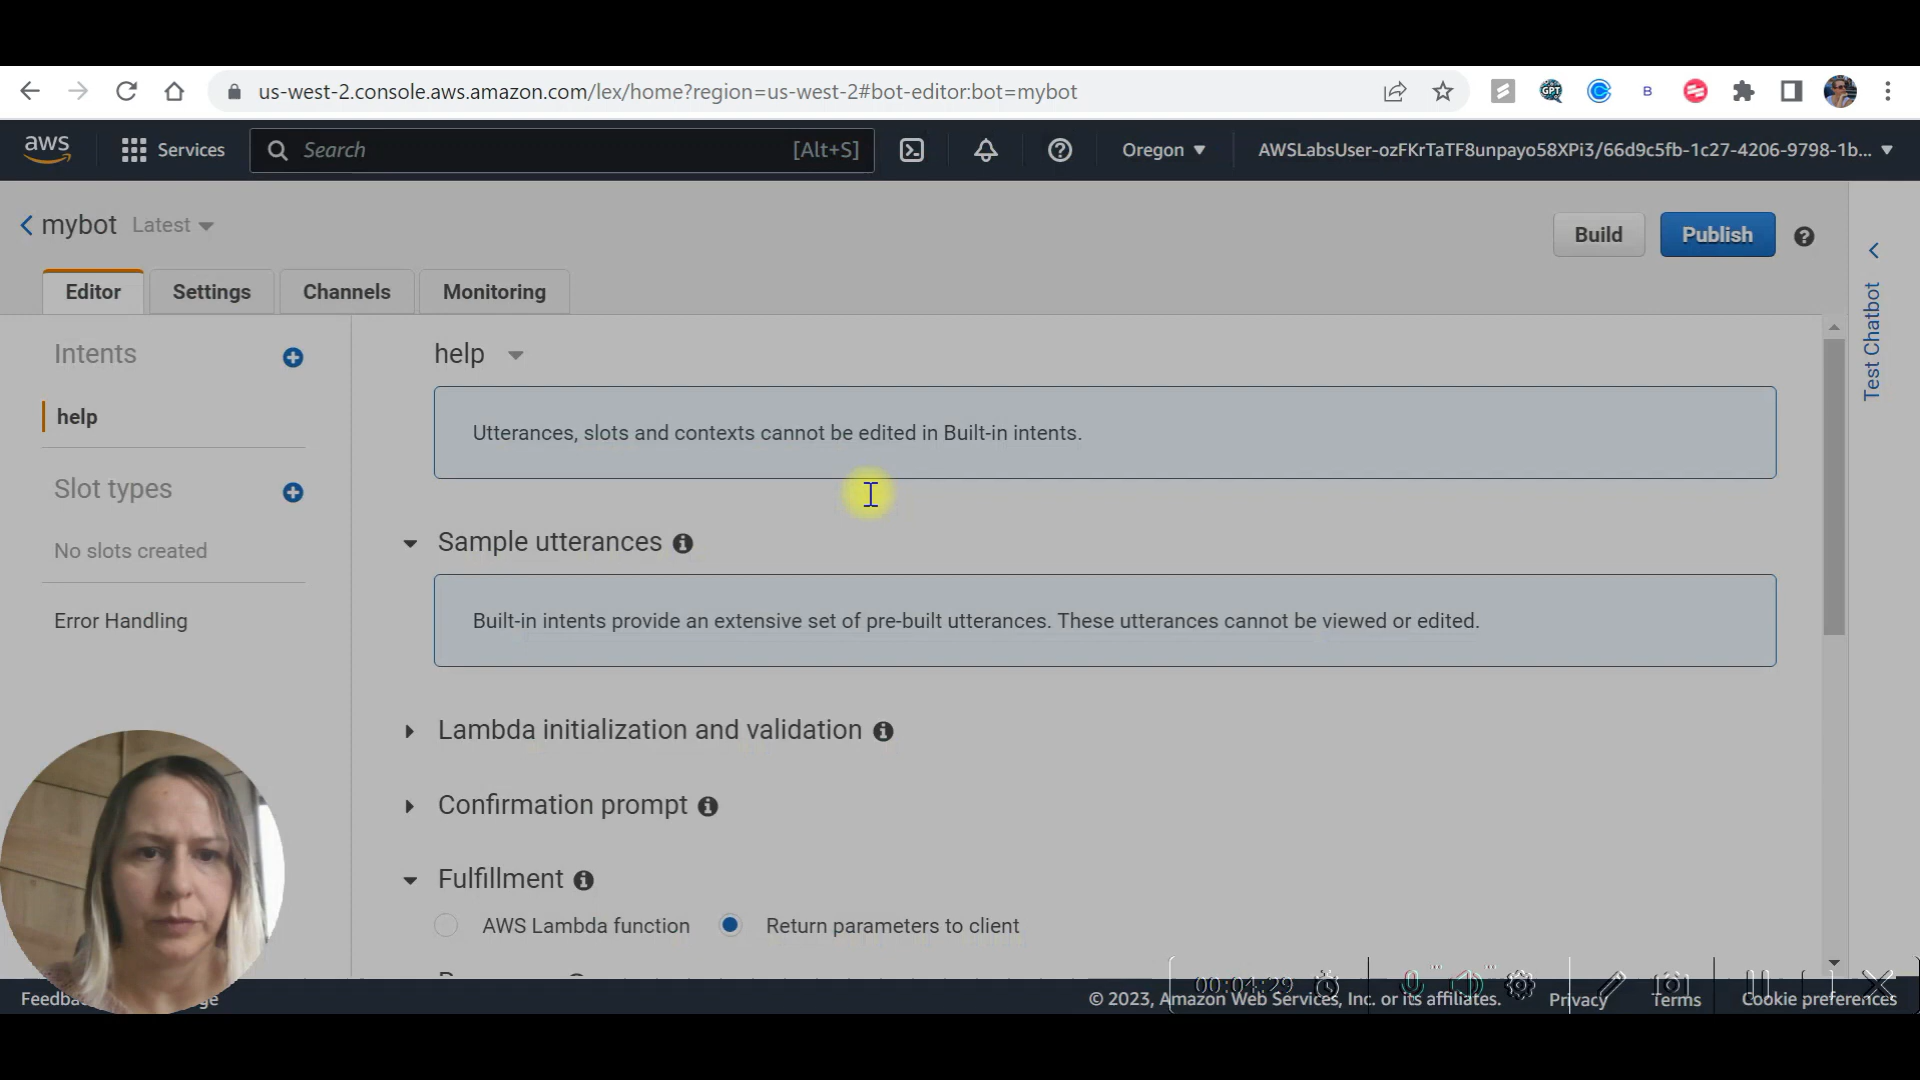 us-west-2.console.aws.amazon.com/lex/home?region=us-west-2#bot-editor:bot=mybot
GPT
B
aws
Services
Search
[Alt+S]
Oregon
AWSLabsUser-ozFKrTaTF8unpayo58XPi3/66d9c5fb-1c27-4206-9798-1b...
mybot
Latest
Build
Publish
Editor
Settings
Channels
Monitoring
Test Chatbot
Intents
help
Slot types
No slots created
Error Handling
help
Utterances, slots and contexts cannot be edited in Built-in intents.
Sample utterances
Built-in intents provide an extensive set of pre-built utterances. These utterances cannot be viewed or edited.
Lambda initialization and validation
Confirmation prompt
Fulfillment
AWS Lambda function
Return parameters to client
00:04:29
© 2023, Amazon Web Services, Inc. or its affiliates.
Privacy
Terms
Cookie preferences